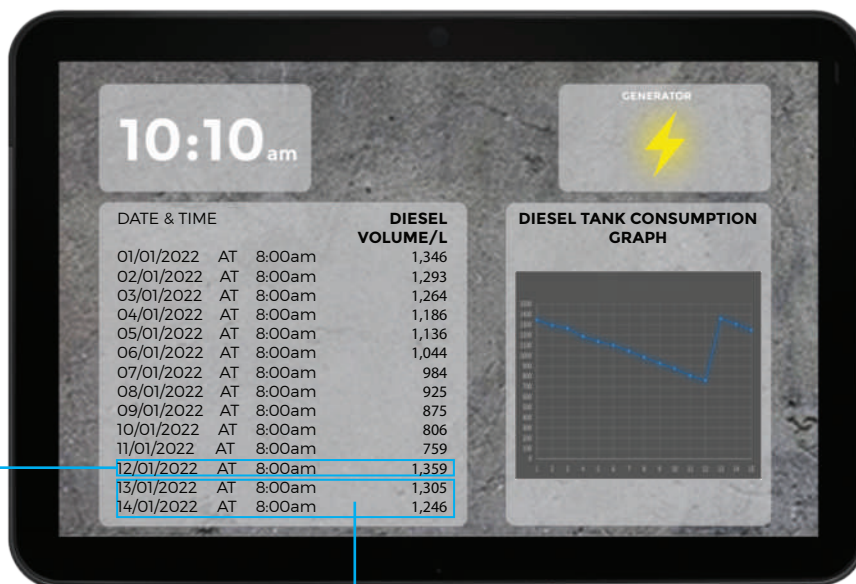 10:10am
GENERATOR
DATE & TIME DIESEL VOLUME/L
01/01/2022 AT 8:00am 1,346
02/01/2022 AT 8:00am 1,293
03/01/2022 AT 8:00am 1,264
04/01/2022 AT 8:00am 1,186
05/01/2022 AT 8:00am 1,136
06/01/2022 AT 8:00am 1,044
07/01/2022 AT 8:00am 984
08/01/2022 AT 8:00am 925
09/01/2022 AT 8:00am 875
10/01/2022 AT 8:00am 806
11/01/2022 AT 8:00am 759
12/01/2022 AT 8:00am 1,359
13/01/2022 AT 8:00am 1,305
14/01/2022 AT 8:00am 1,246
DIESEL TANK CONSUMPTION
GRAPH